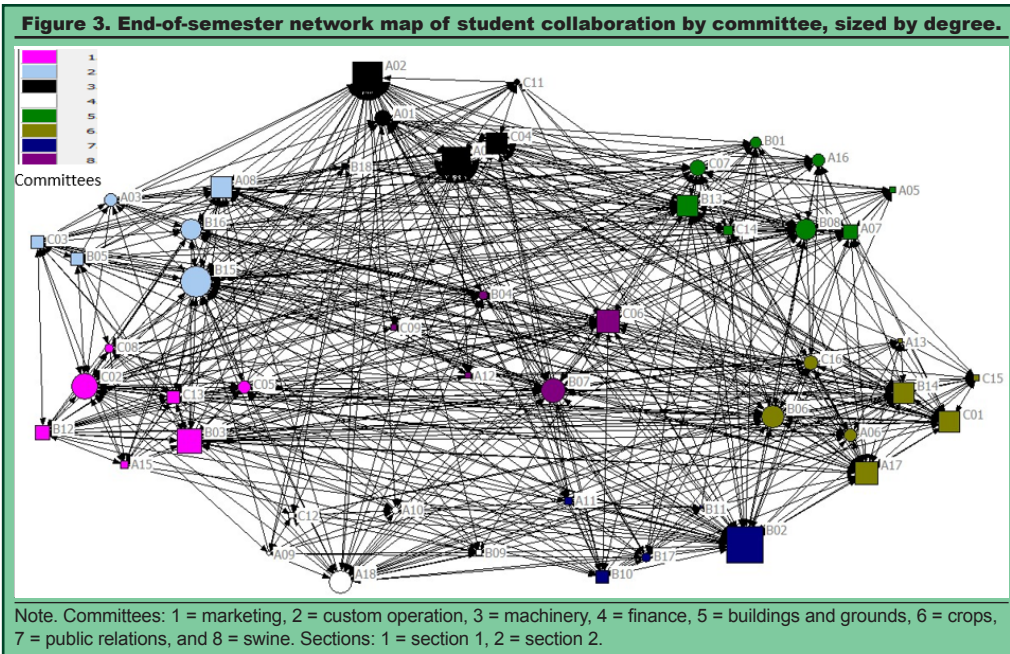 Figure 3. End-of-semester network map of student collaboration by committee, sized by degree.
1
2
3
4
5
6
7
8
Committees
A02
C11
A01
C04
B18
B01
A16
C07
A05
A03
A08
B13
B16
C14
B08
A07
C03
B05
B15
B04
C06
C09
A13
C08
C16
A12
C15
C02
C05
B07
B14
C13
B06
C01
B12
B03
A06
A15
A17
A11
C12
A10
B11
B02
A09
B09
B17
A18
B10
Note. Committees: 1 = marketing, 2 = custom operation, 3 = machinery, 4 = finance, 5 = buildings and grounds, 6 = crops,
7 = public relations, and 8 = swine. Sections: 1 = section 1, 2 = section 2.